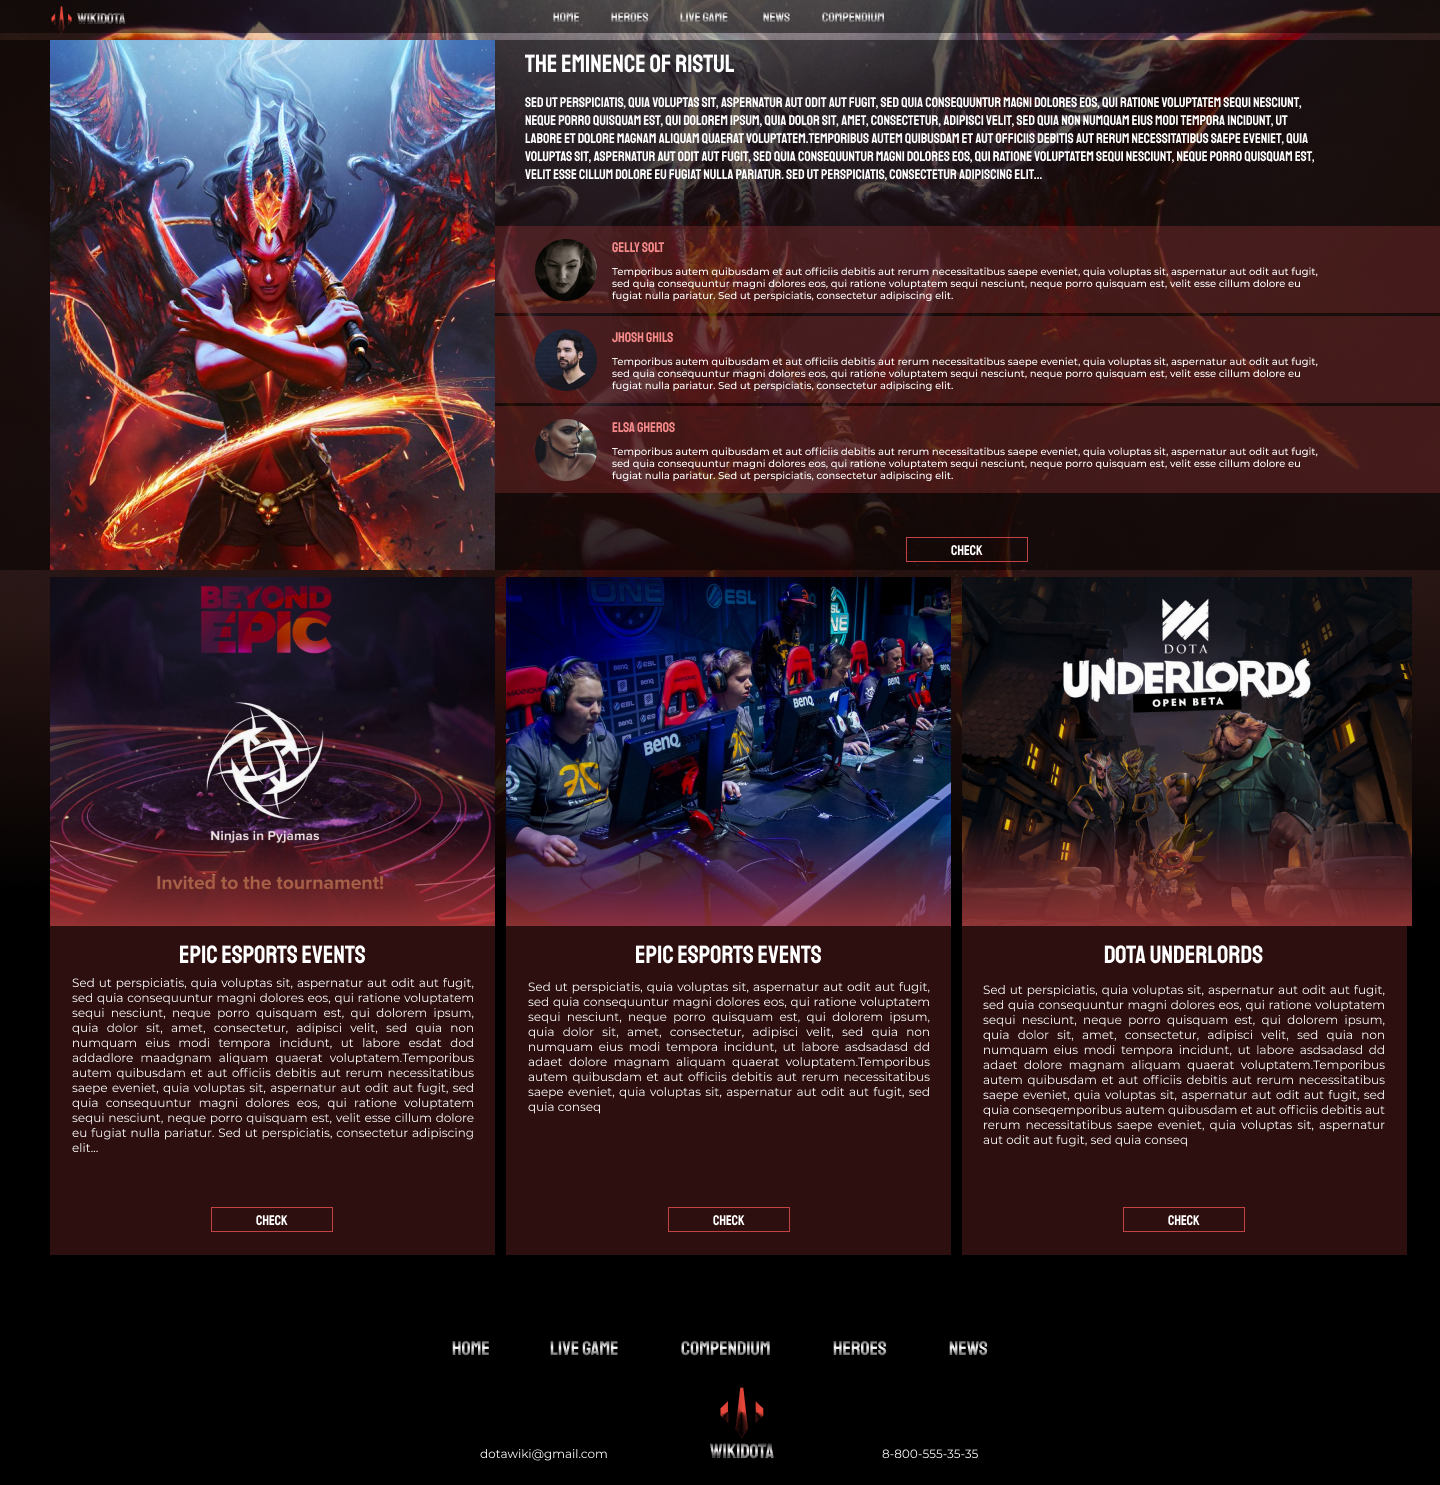 WIKIDOTA
HOME HEROES LIVE GAME NEWS COMPENDIUM
THE EMINENCE OF RISTUL
SED UT PERSPICIATIS, QUIA VOLUPTAS SIT, ASPERNATUR AUT ODIT AUT FUGIT, SED QUIA CONSEQUUNTUR MAGNI DOLORES EOS, QUI RATIONE VOLUPTATEM SEQUI NESCIUNT,
NEQUE PORRO QUISQUAM EST, QUI DOLOREM IPSUM, QUIA DOLOR SIT, AMET, CONSECTETUR, ADIPISCI VELIT, SED QUIA NON NUMQUAM EIUS MODI TEMPORA INCIDUNT, UT
LABORE ET DOLORE MAGNAM ALIQUAM QUAERAT VOLUPTATEM.TEMPORIBUS AUTEM QUIBUSDAM ET AUT OFFICIIS DEBITIS AUT RERUM NECESSITATIBUS SAEPE EVENIET, QUIA
VOLUPTAS SIT, ASPERNATUR AUT ODIT AUT FUGIT, SED QUIA CONSEQUUNTUR MAGNI DOLORES EOS, QUI RATIONE VOLUPTATEM SEQUI NESCIUNT, NEQUE PORRO QUISQUAM EST,
VELIT ESSE CILLUM DOLORE EU FUGIAT NULLA PARIATUR. SED UT PERSPICIATIS, CONSECTETUR ADIPISCING ELIT...
GELLY SOLT
Temporibus autem quibusdam et aut officiis debitis aut rerum necessitatibus saepe eveniet, quia voluptas sit, aspernatur aut odit aut fugit,
sed quia consequuntur magni dolores eos, qui ratione voluptatem sequi nesciunt, neque porro quisquam est, velit esse cillum dolore eu
fugiat nulla pariatur. Sed ut perspiciatis, consectetur adipiscing elit.
JHOSH GHILS
Temporibus autem quibusdam et aut officiis debitis aut rerum necessitatibus saepe eveniet, quia voluptas sit, aspernatur aut odit aut fugit,
sed quia consequuntur magni dolores eos, qui ratione voluptatem sequi nesciunt, neque porro quisquam est, velit esse cillum dolore eu
fugiat nulla pariatur. Sed ut perspiciatis, consectetur adipiscing elit.
ELSA GHEROS
Temporibus autem quibusdam et aut officiis debitis aut rerum necessitatibus saepe eveniet, quia voluptas sit, aspernatur aut odit aut fugit,
sed quia consequuntur magni dolores eos, qui ratione voluptatem sequi nesciunt, neque porro quisquam est, velit esse cillum dolore eu
fugiat nulla pariatur. Sed ut perspiciatis, consectetur adipiscing elit.
CHECK
BEYOND
EPIC
Ninjas in Pyjamas
Invited to the tournament!
EPIC ESPORTS EVENTS
Sed ut perspiciatis, quia voluptas sit, aspernatur aut odit aut fugit,
sed quia consequuntur magni dolores eos, qui ratione voluptatem
sequi nesciunt, neque porro quisquam est, qui dolorem ipsum,
quia dolor sit, amet, consectetur, adipisci velit, sed quia non
numquam eius modi tempora incidunt, ut labore esdat dod
addadlore maadgnam aliquam quaerat voluptatem.Temporibus
autem quibusdam et aut officiis debitis aut rerum necessitatibus
saepe eveniet, quia voluptas sit, aspernatur aut odit aut fugit, sed
quia consequuntur magni dolores eos, qui ratione voluptatem
sequi nesciunt, neque porro quisquam est, velit esse cillum dolore
eu fugiat nulla pariatur. Sed ut perspiciatis, consectetur adipiscing
elit...
CHECK
ONE
ESL
ESL
ONE
BenQ
ESL
BenQ
BenQ
BenQ
EPIC ESPORTS EVENTS
Sed ut perspiciatis, quia voluptas sit, aspernatur aut odit aut fugit,
sed quia consequuntur magni dolores eos, qui ratione voluptatem
sequi nesciunt, neque porro quisquam est, qui dolorem ipsum,
quia dolor sit, amet, consectetur, adipisci velit, sed quia non
numquam eius modi tempora incidunt, ut labore asdsadasd dd
adaet dolore magnam aliquam quaerat voluptatem.Temporibus
autem quibusdam et aut officiis debitis aut rerum necessitatibus
saepe eveniet, quia voluptas sit, aspernatur aut odit aut fugit, sed
quia conseq
CHECK
DOTA
UNDERLORDS
OPEN BETA
DOTA UNDERLORDS
Sed ut perspiciatis, quia voluptas sit, aspernatur aut odit aut fugit,
sed quia consequuntur magni dolores eos, qui ratione voluptatem
sequi nesciunt, neque porro quisquam est, qui dolorem ipsum,
quia dolor sit, amet, consectetur, adipisci velit, sed quia non
numquam eius modi tempora incidunt, ut labore asdsadasd dd
adaet dolore magnam aliquam quaerat voluptatem.Temporibus
autem quibusdam et aut officiis debitis aut rerum necessitatibus
saepe eveniet, quia voluptas sit, aspernatur aut odit aut fugit, sed
quia conseqemporibus autem quibusdam et aut officiis debitis aut
rerum necessitatibus saepe eveniet, quia voluptas sit, aspernatur
aut odit aut fugit, sed quia conseq
CHECK
HOME LIVE GAME COMPENDIUM HEROES NEWS
dotawiki@gmail.com
WIKIDOTA
8-800-555-35-35